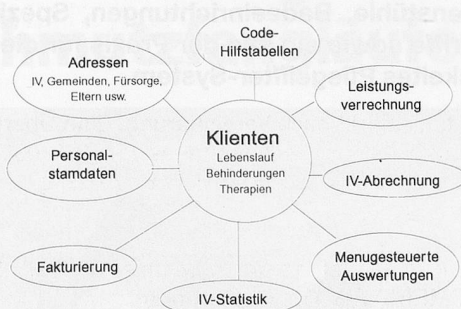 Code-
Hilfstabellen
Adressen
IV, Gemeinden, Fürsorge,
Eltern usw.
Leistungs-
verrechnung
Klienten
Lebenslauf
Behinderungen
Therapien
Personal-
stamdaten
IV-Abrechnung
Fakturierung
Menugesteuerte
Auswertungen
IV-Statistik